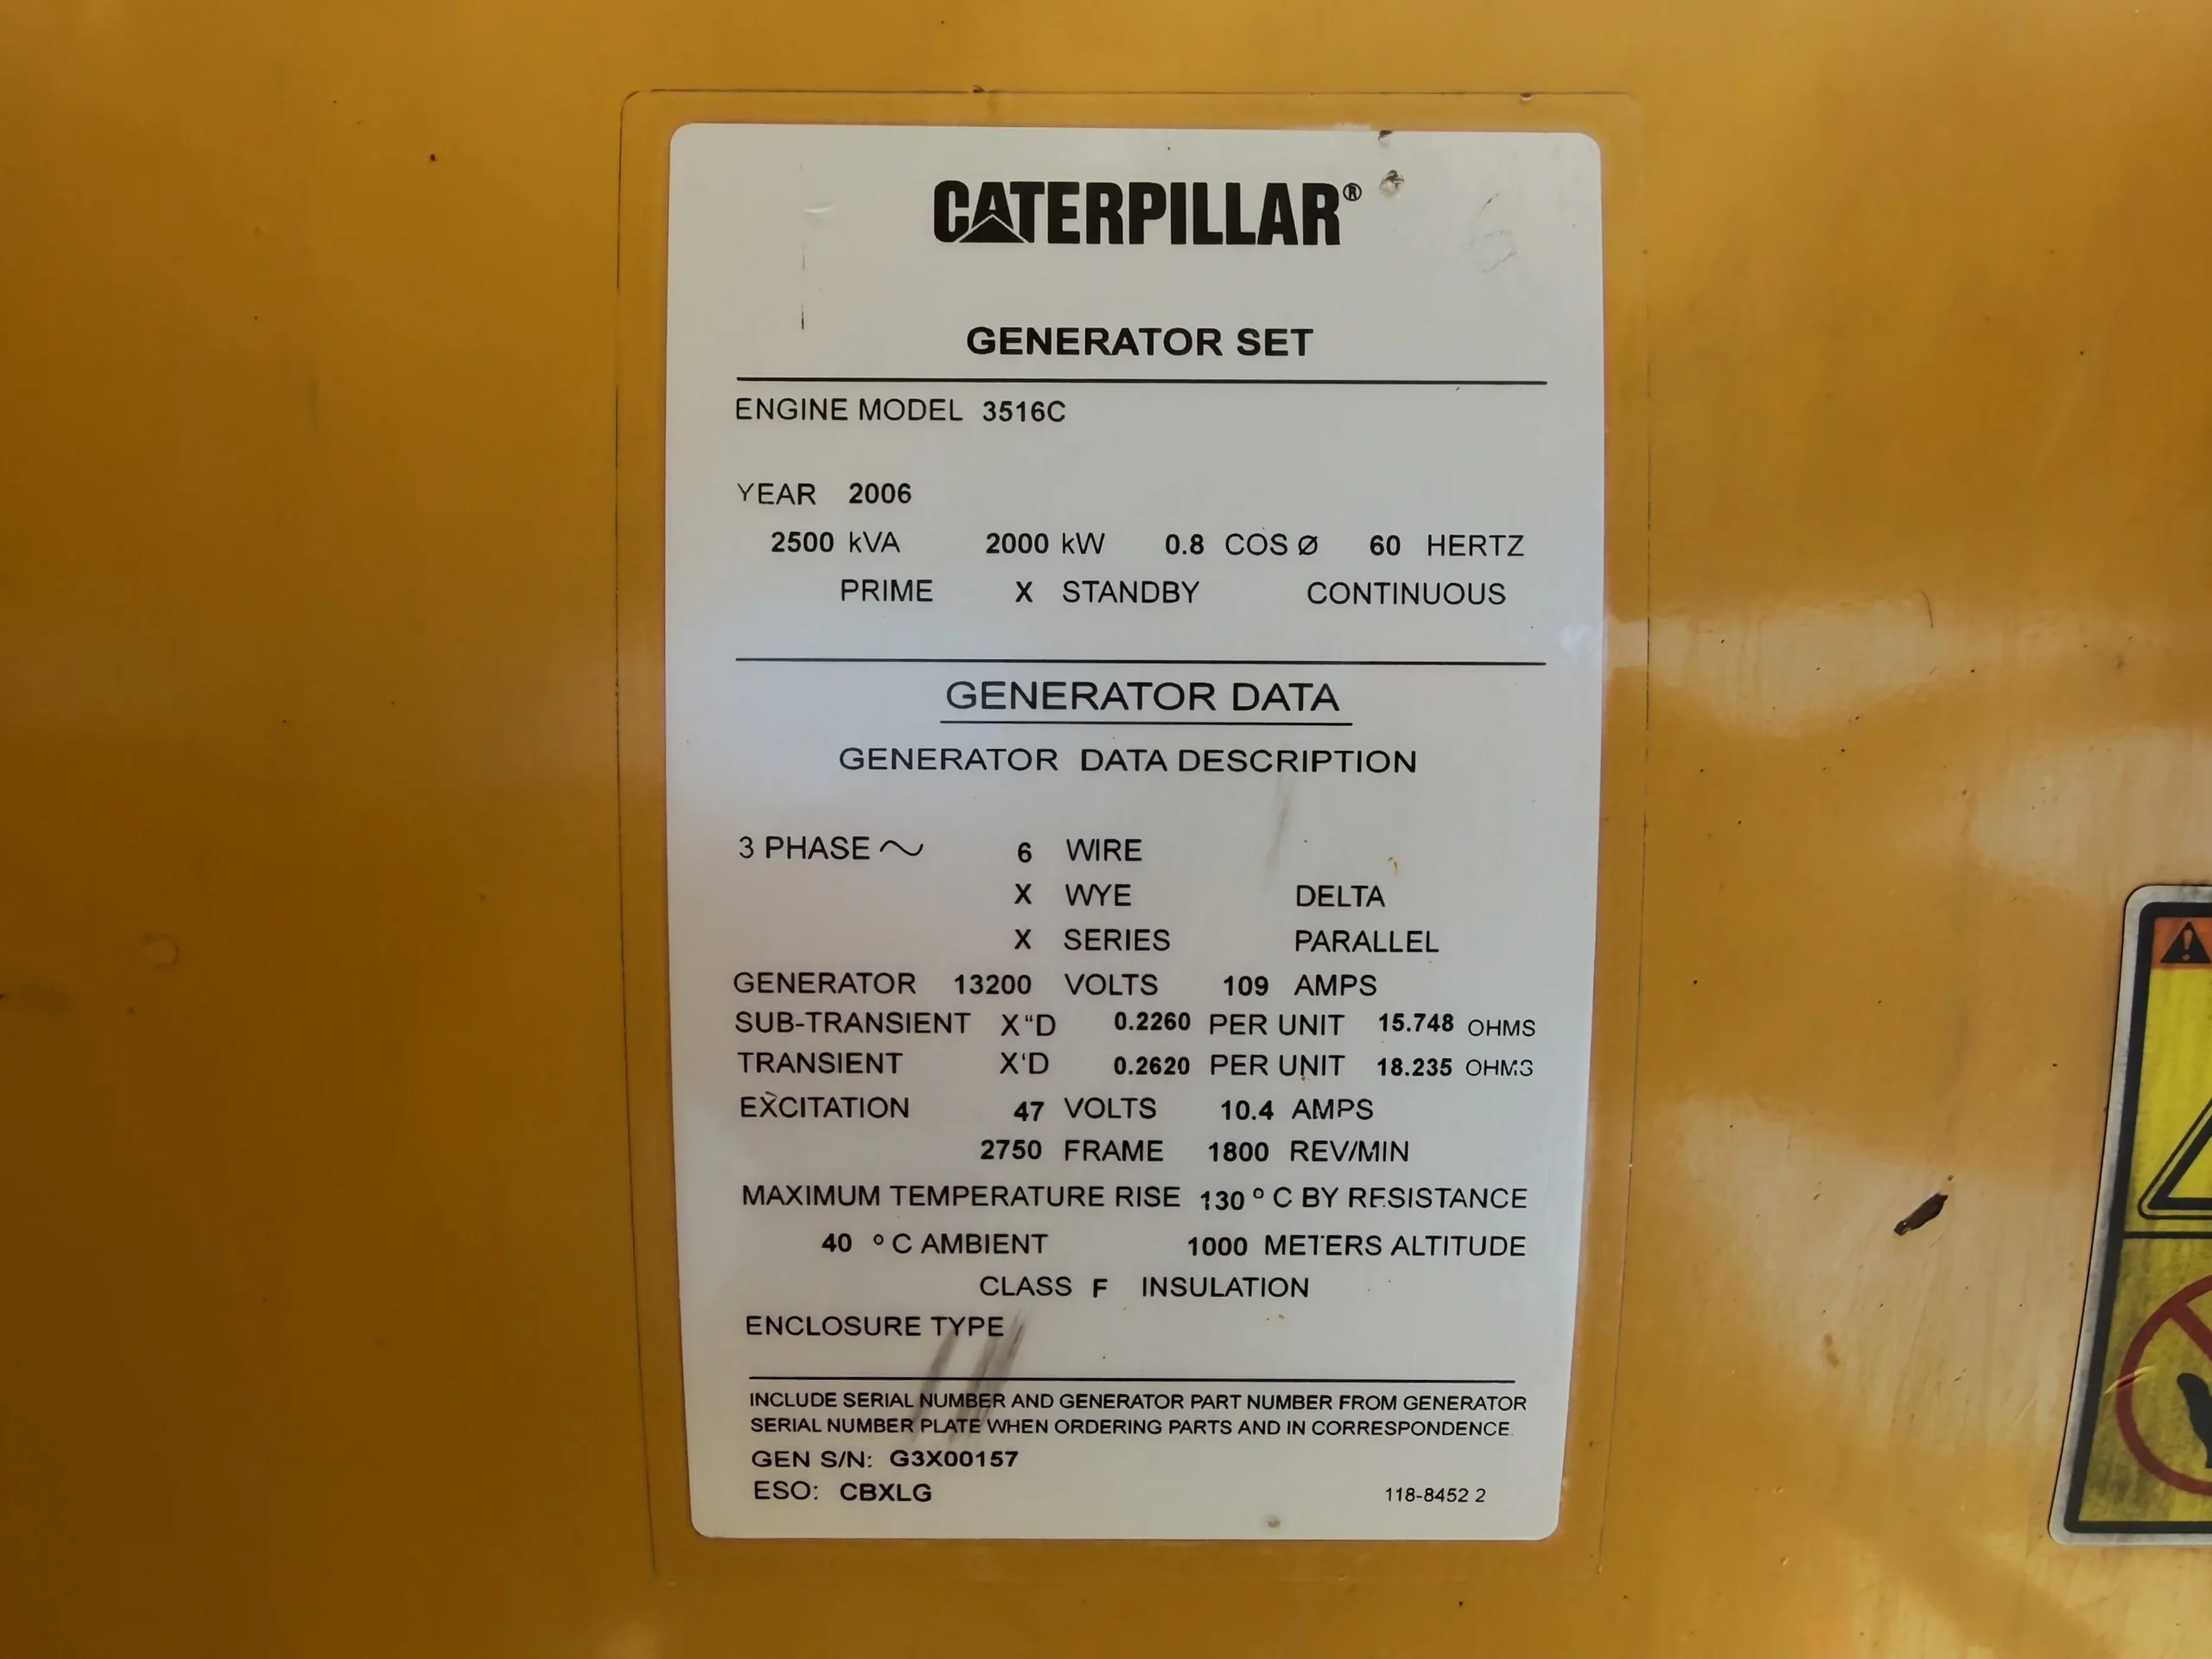 CATERPILLAR®
GENERATOR SET
ENGINE MODEL 3516C
YEAR 2006
2500 kVA 2000 kW 0.8 COS Ø 60 HERTZ
PRIME X STANDBY CONTINUOUS
GENERATOR DATA
GENERATOR DATA DESCRIPTION
3 PHASE ~ 6 WIRE
X WYE DELTA
X SERIES PARALLEL
GENERATOR 13200 VOLTS 109 AMPS
SUB-TRANSIENT X"D 0.2260 PER UNIT 15.748 OHMS
TRANSIENT X'D 0.2620 PER UNIT 18.235 OHMS
EXCITATION 47 VOLTS 10.4 AMPS
2750 FRAME 1800 REV/MIN
MAXIMUM TEMPERATURE RISE 130 ° C BY RESISTANCE
40 ° C AMBIENT 1000 METERS ALTITUDE
CLASS F INSULATION
ENCLOSURE TYPE
INCLUDE SERIAL NUMBER AND GENERATOR PART NUMBER FROM GENERATOR
SERIAL NUMBER PLATE WHEN ORDERING PARTS AND IN CORRESPONDENCE.
GEN S/N: G3X00157
ESO: CBXLG
118-8452 2